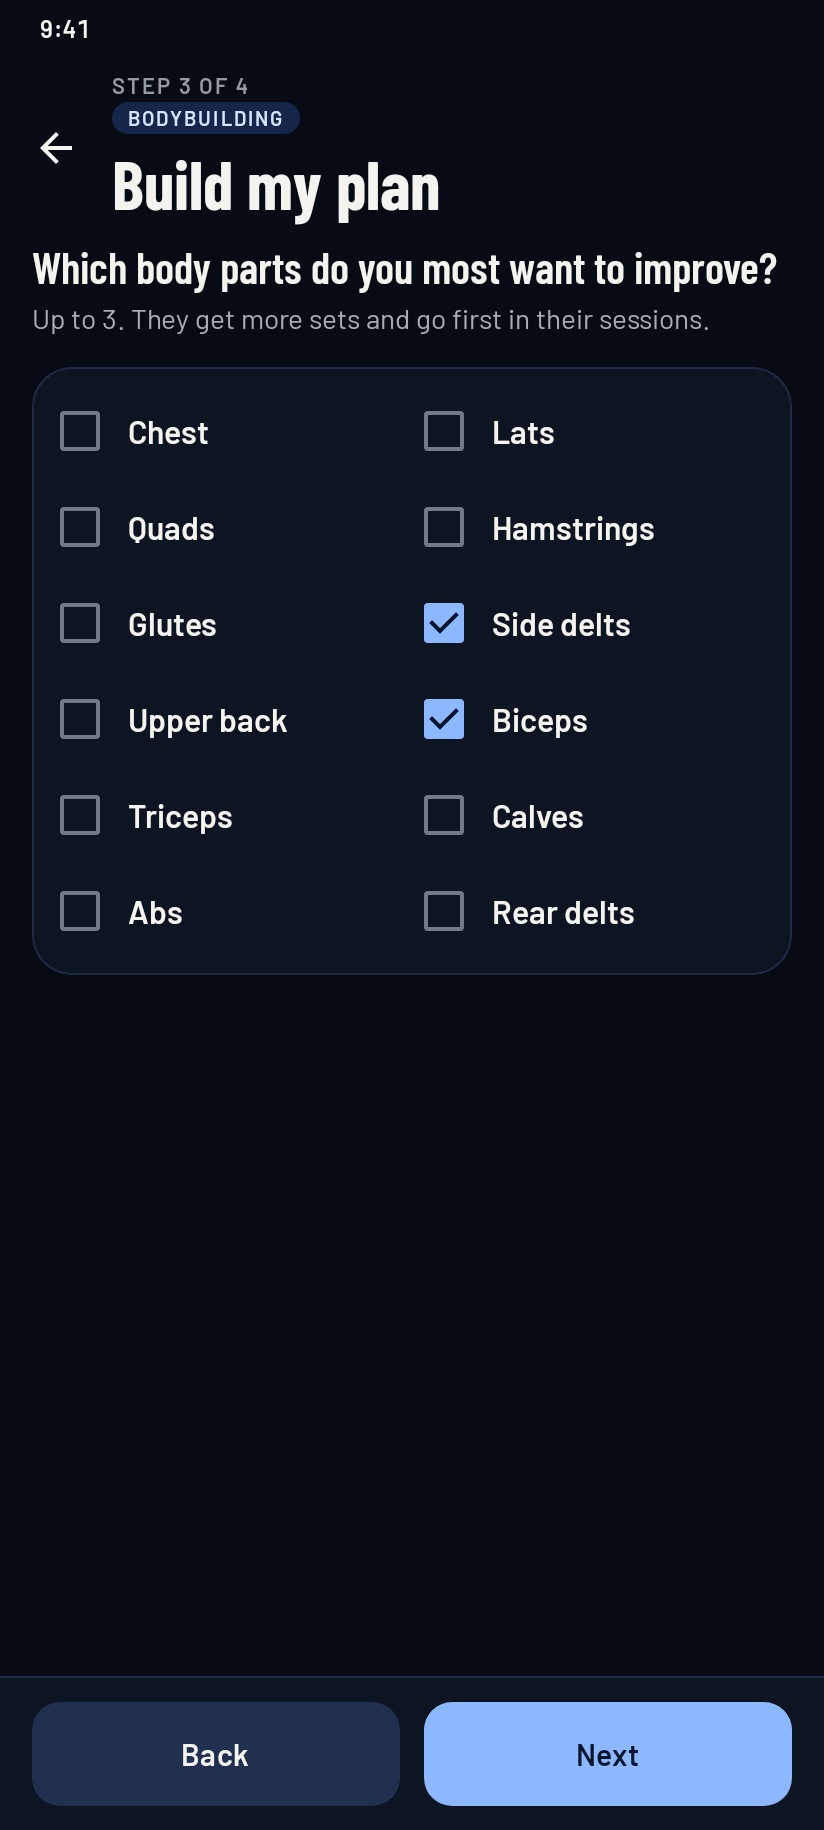 9:41
STEP 3 OF 4
BODYBUILDING
Build my plan
Which body parts do you most want to improve?
Up to 3. They get more sets and go first in their sessions.
Chest
Lats
Quads
Hamstrings
Glutes
Side delts
Upper back
Biceps
Triceps
Calves
Abs
Rear delts
Back
Next